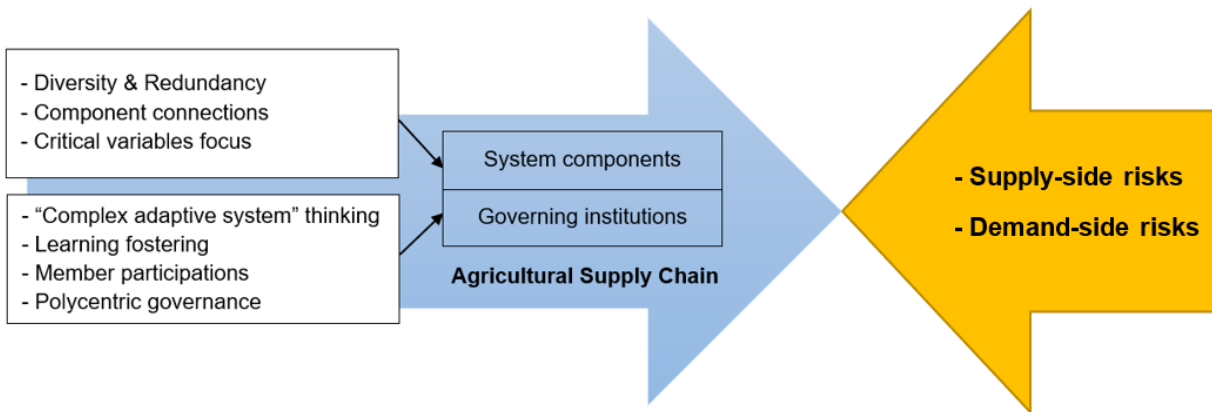 - Diversity & Redundancy
- Component connections
- Critical variables focus
- “Complex adaptive system” thinking
- Learning fostering
- Member participations
- Polycentric governance
System components
Governing institutions
Agricultural Supply Chain
- Supply-side risks
- Demand-side risks